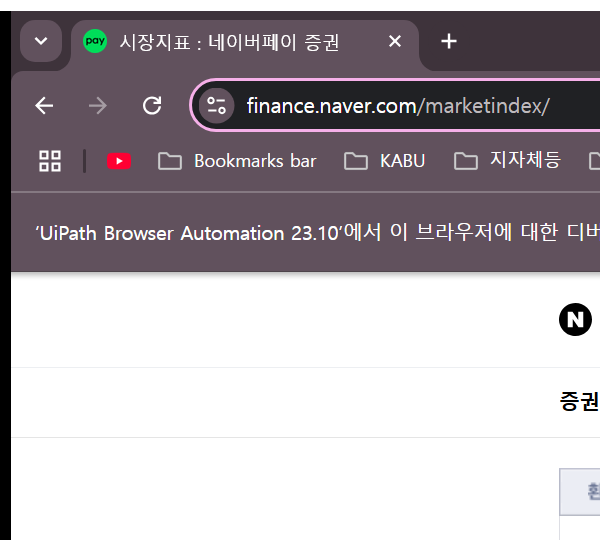 pay 시장지표 : 네이버페이 증권
finance.naver.com/marketindex/
Bookmarks bar KABU 지자체등
'UiPath Browser Automation 23.10'에서 이 브라우저에 대한 디버
N
증권